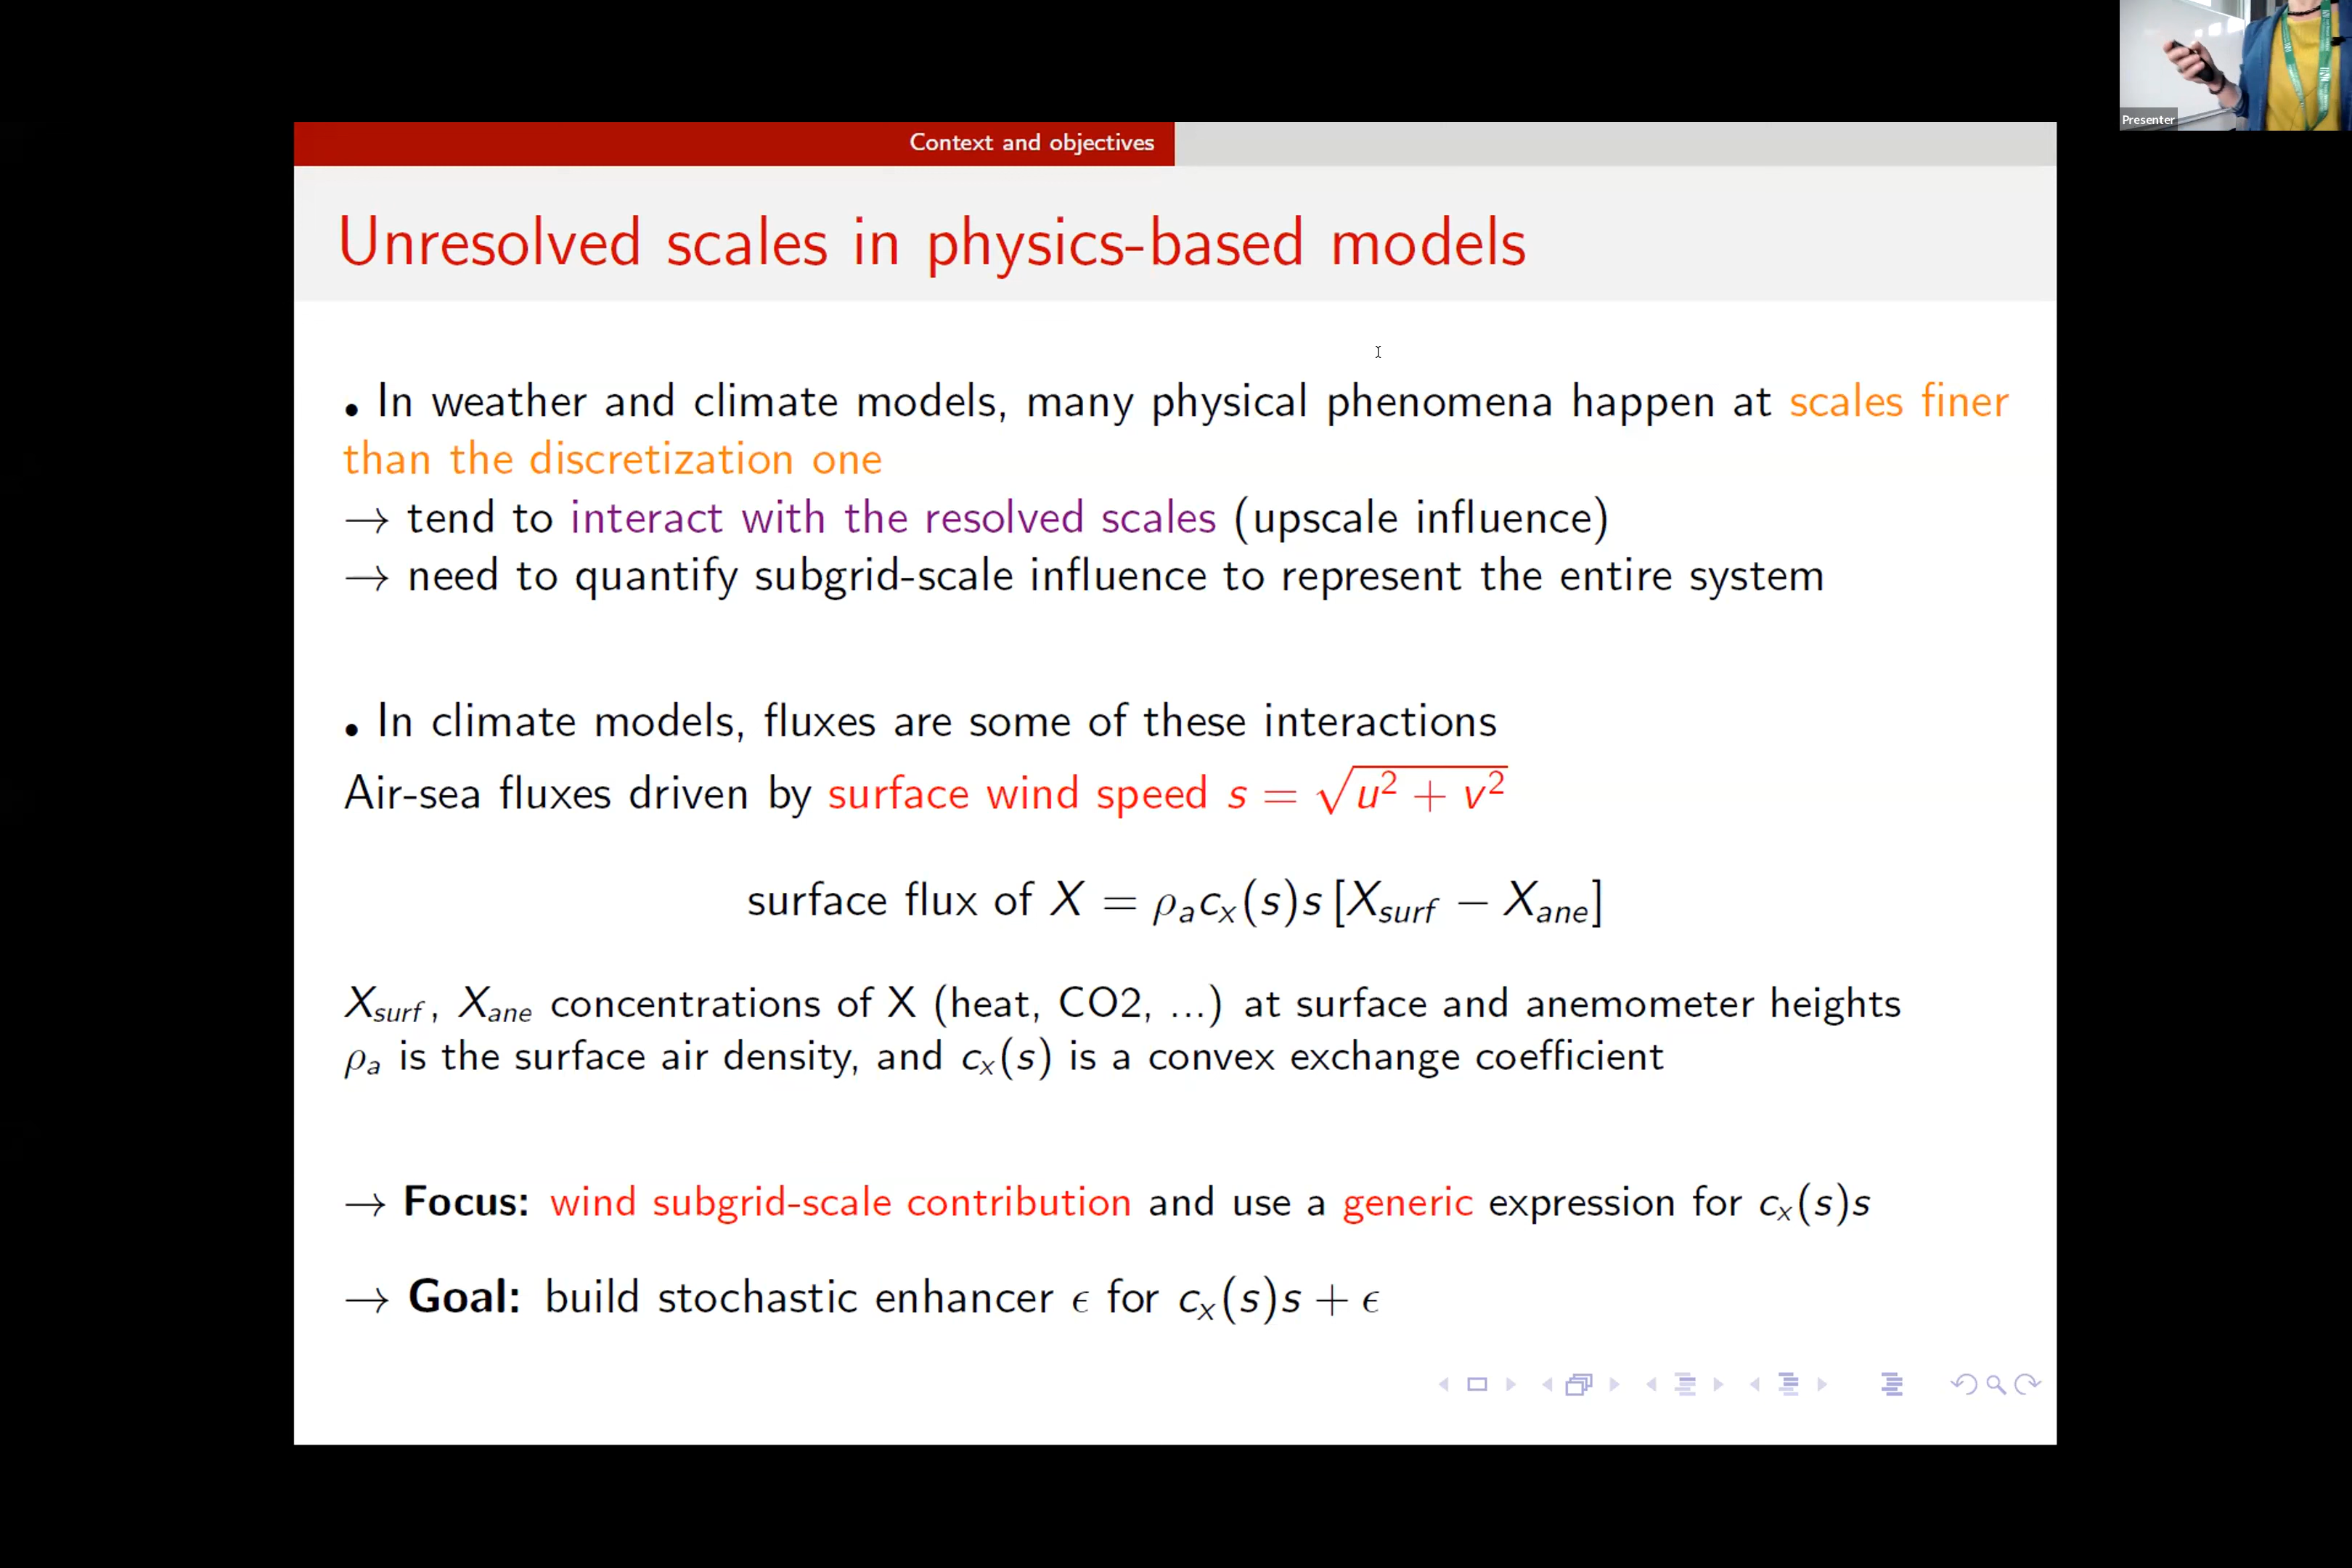 Presenter
Context and objectives
Unresolved scales in physics-based models
• In weather and climate models, many physical phenomena happen at scales finer
than the discretization one
→ tend to interact with the resolved scales (upscale influence)
→ need to quantify subgrid-scale influence to represent the entire system
• In climate models, fluxes are some of these interactions
Air-sea fluxes driven by surface wind speed s = √(u² + v²)
surface flux of X = ρₐcₓ(s)s [X_surf − X_ane]
X_surf, X_ane concentrations of X (heat, CO2, ...) at surface and anemometer heights
ρₐ is the surface air density, and cₓ(s) is a convex exchange coefficient
→ Focus: wind subgrid-scale contribution and use a generic expression for cₓ(s)s
→ Goal: build stochastic enhancer ϵ for cₓ(s)s + ϵ